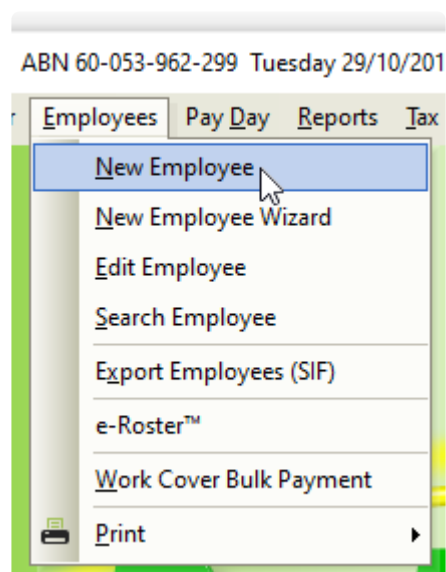 ABN 60-053-962-299 Tuesday 29/10/201
Employees Pay Day Reports Tax
New Employee
New Employee Wizard
Edit Employee
Search Employee
Export Employees (SIF)
e-Roster™
Work Cover Bulk Payment
Print